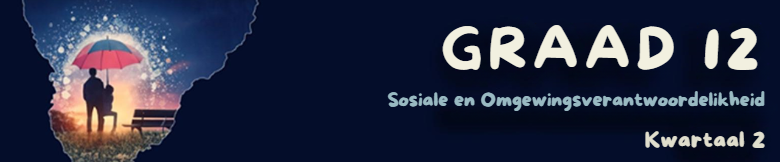 GRAAD 12
Sosiale en Omgewingsverantwoordelikheid
Kwartaal 2